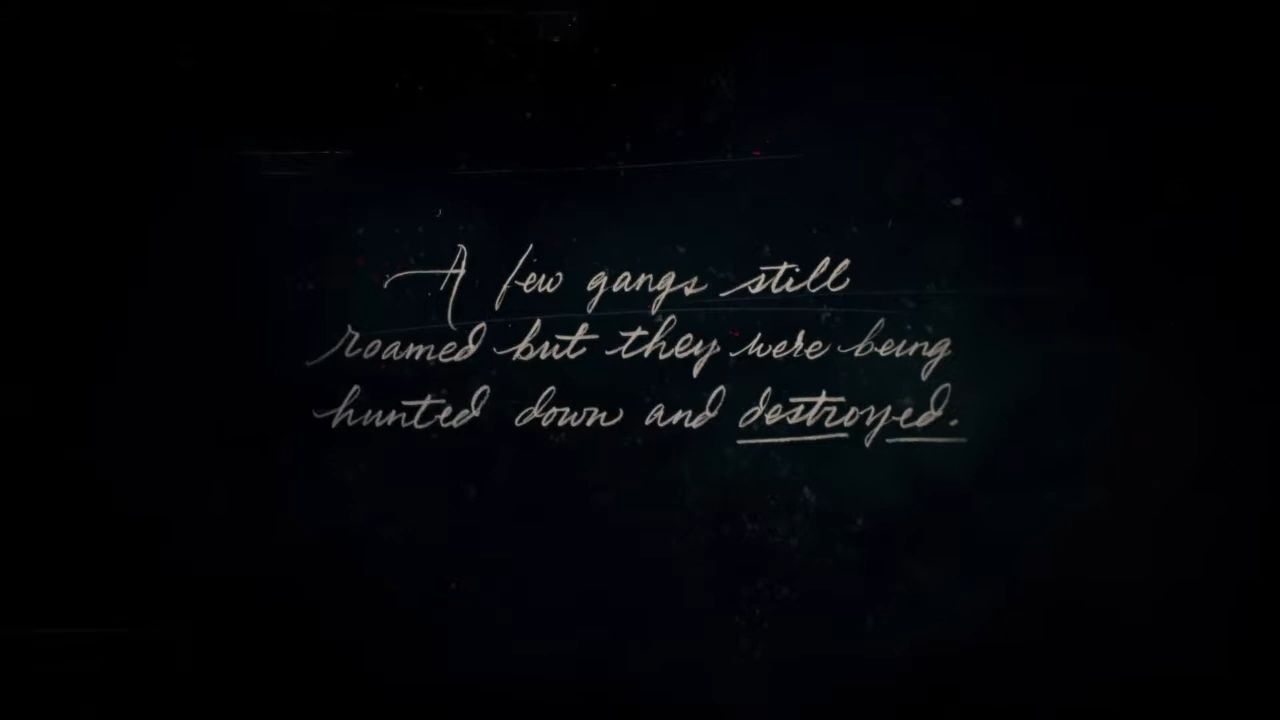 A few gangs still
roamed but they were being
hunted down and destroyed.